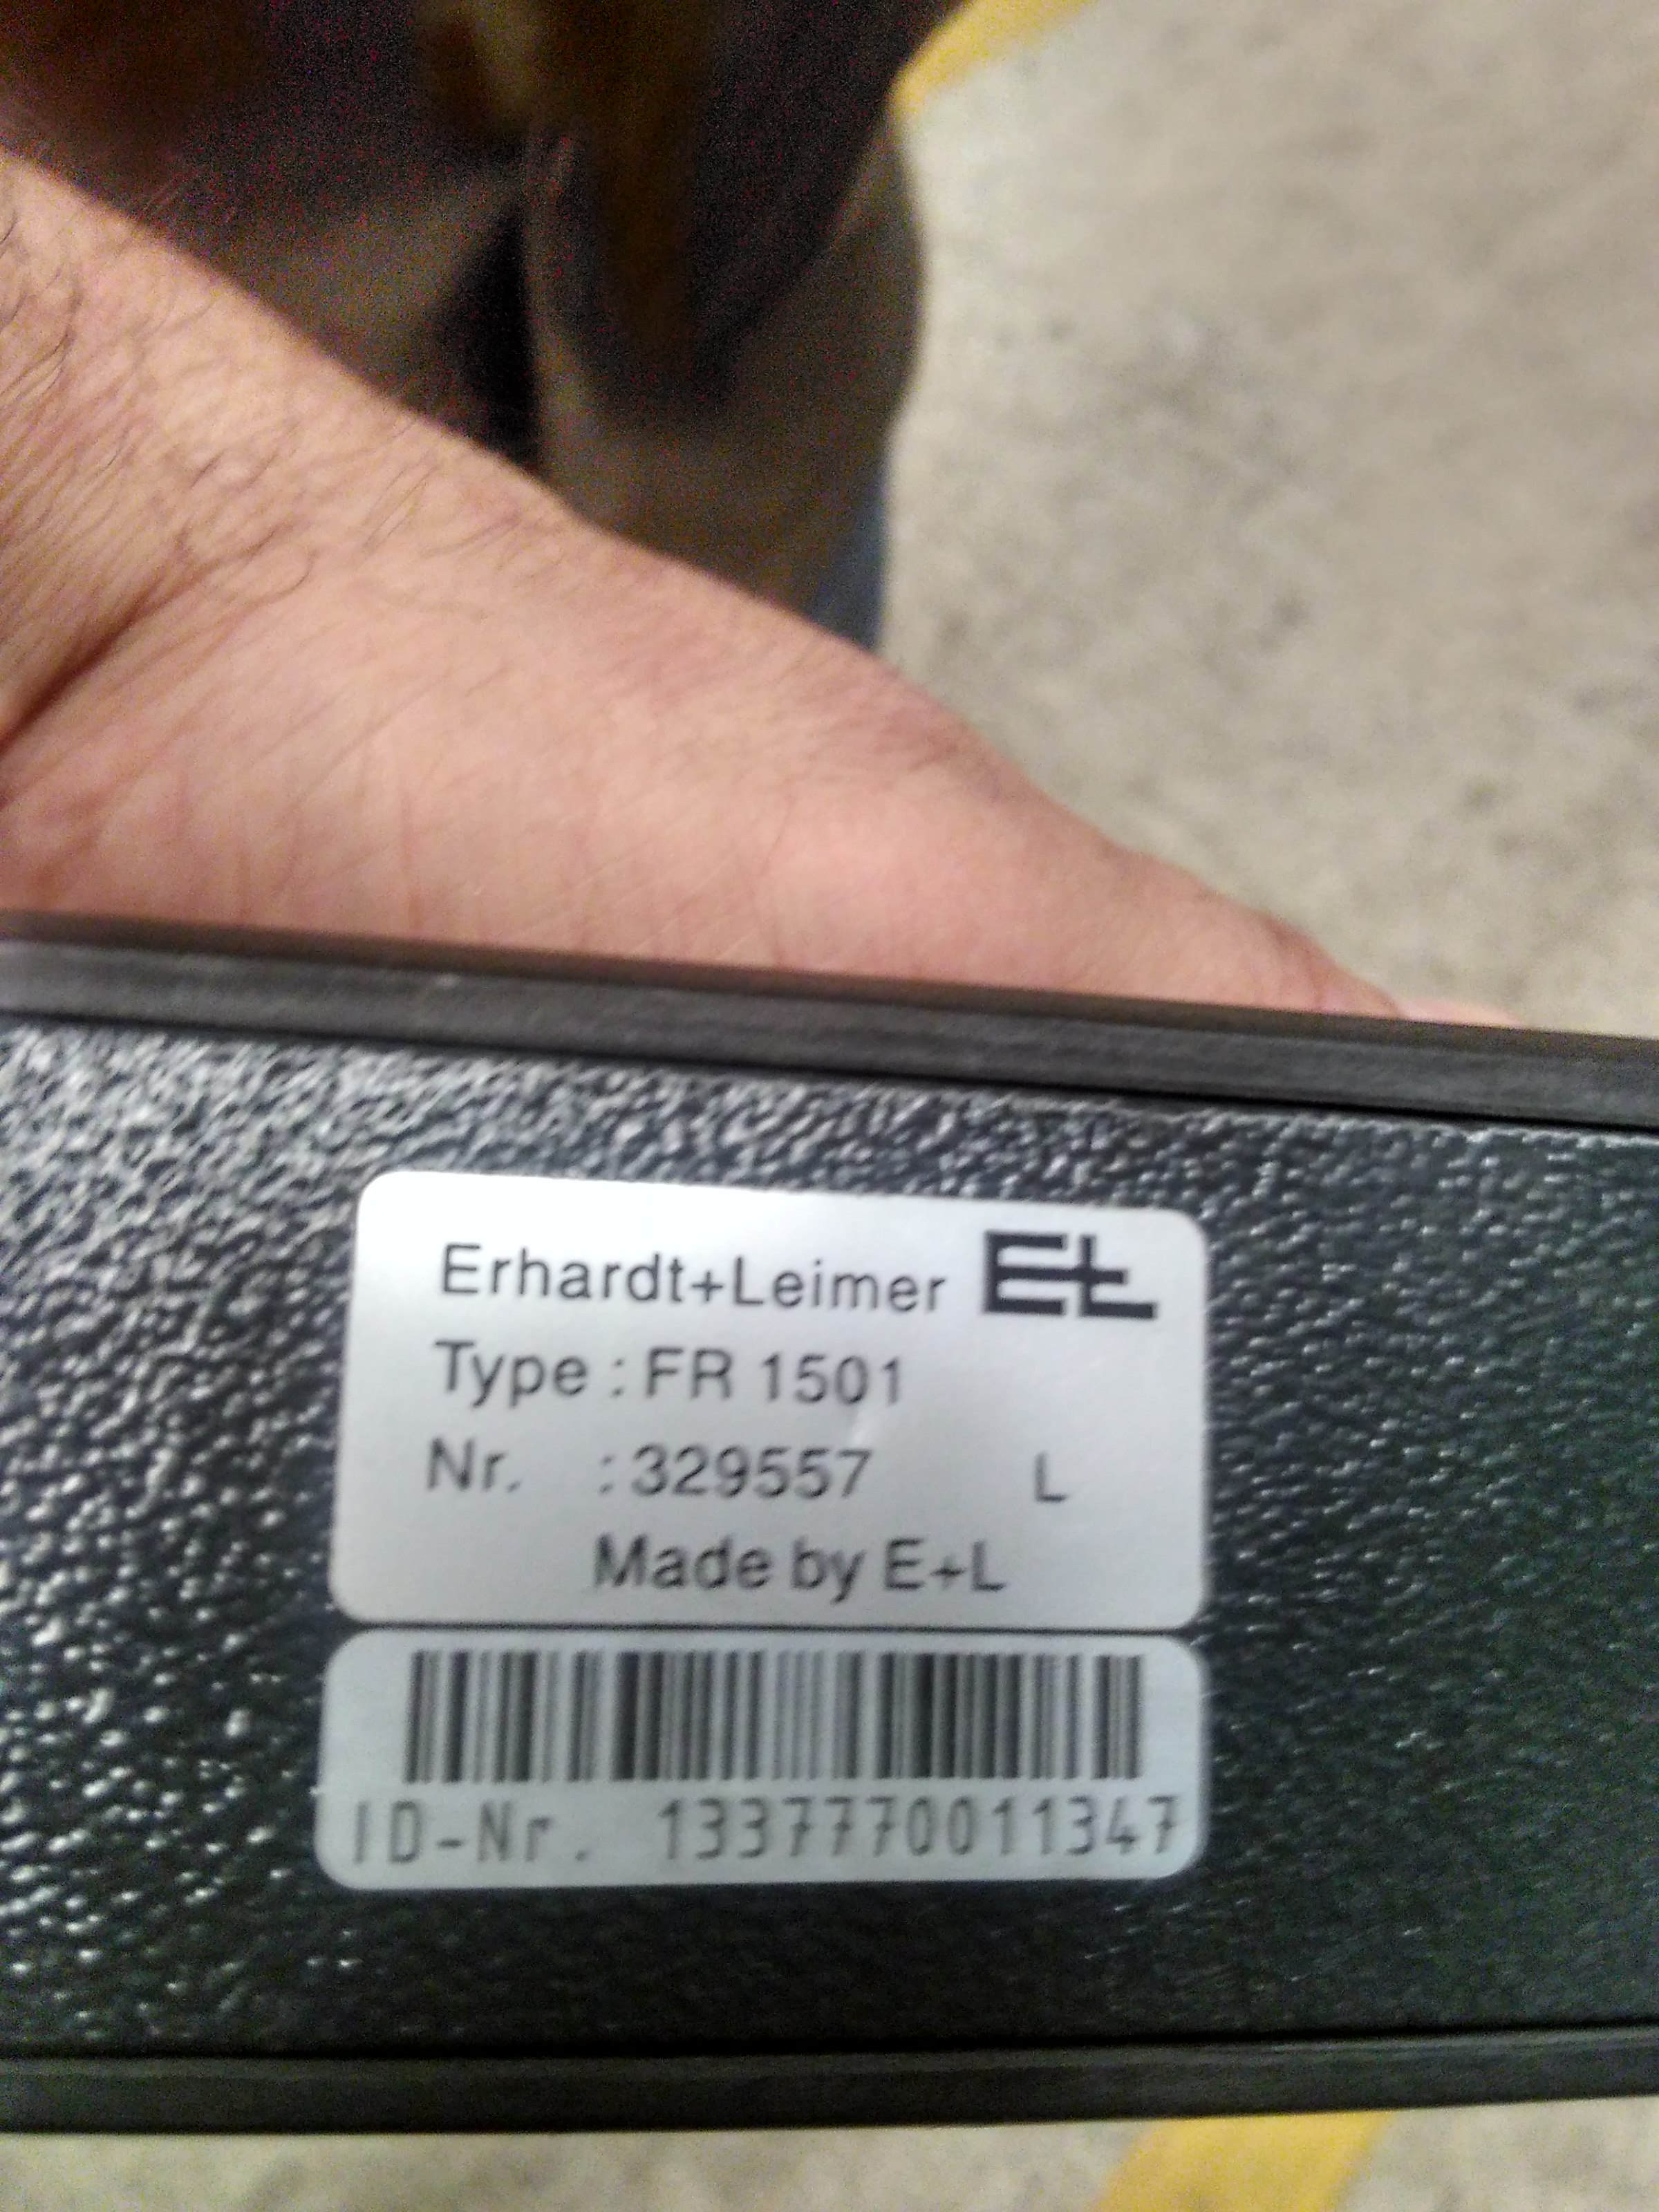 Erhardt+Leimer E+L
Type : FR 1501
Nr. : 329557 L
Made by E+L
ID-Nr. 1337770011347